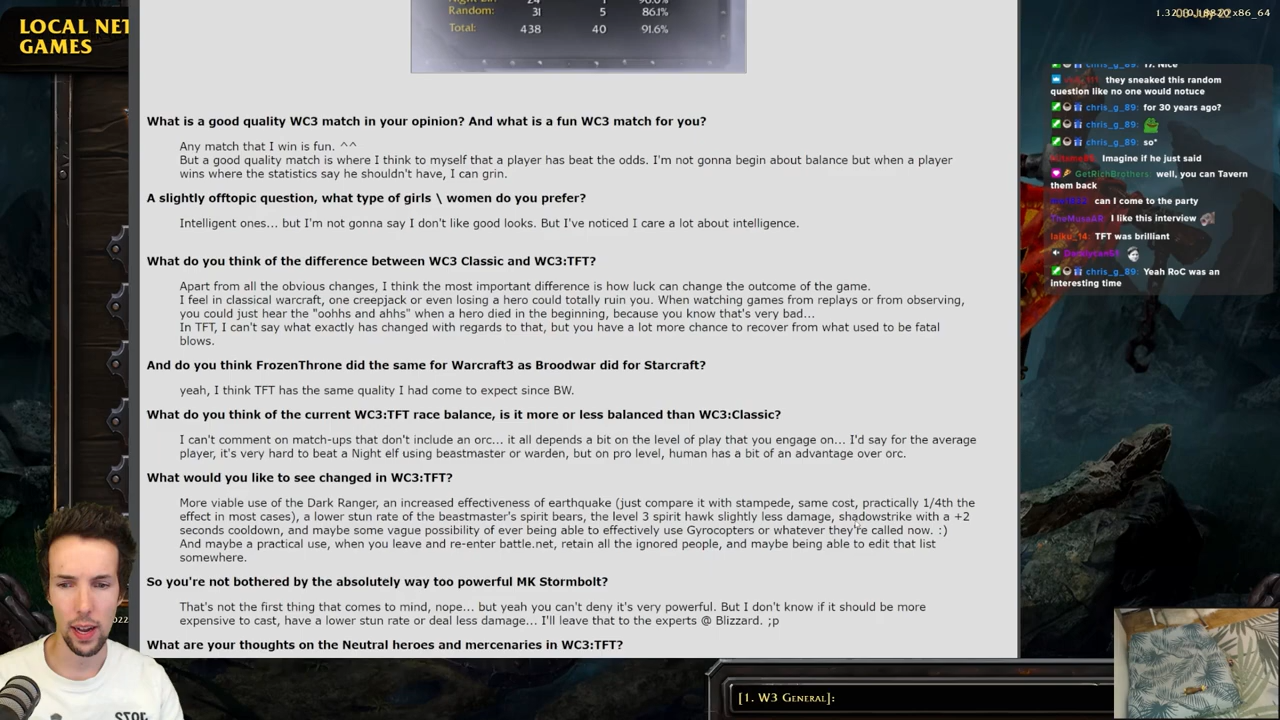 LOCAL NET
GAMES
Random: 31 5 86.1%
Total: 438 40 91.6%
What is a good quality WC3 match in your opinion? And what is a fun WC3 match for you?
Any match that I win is fun. ^^
But a good quality match is where I think to myself that a player has beat the odds. I'm not gonna begin about balance but when a player
wins where the statistics say he shouldn't have, I can grin.
A slightly offtopic question, what type of girls \ women do you prefer?
Intelligent ones... but I'm not gonna say I don't like good looks. But I've noticed I care a lot about intelligence.
What do you think of the difference between WC3 Classic and WC3:TFT?
Apart from all the obvious changes, I think the most important difference is how luck can change the outcome of the game.
I feel in classical warcraft, one creepjack or even losing a hero could totally ruin you. When watching games from replays or from observing,
you could just hear the "oohhs and ahhs" when a hero died in the beginning, because you know that's very bad...
In TFT, I can't say what exactly has changed with regards to that, but you have a lot more chance to recover from what used to be fatal
blows.
And do you think FrozenThrone did the same for Warcraft3 as Broodwar did for Starcraft?
yeah, I think TFT has the same quality I had come to expect since BW.
What do you think of the current WC3:TFT race balance, is it more or less balanced than WC3:Classic?
I can't comment on match-ups that don't include an orc... it all depends a bit on the level of play that you engage on... I'd say for the average
player, it's very hard to beat a Night elf using beastmaster or warden, but on pro level, human has a bit of an advantage over orc.
What would you like to see changed in WC3:TFT?
More viable use of the Dark Ranger, an increased effectiveness of earthquake (just compare it with stampede, same cost, practically 1/4th the
effect in most cases), a lower stun rate of the beastmaster's spirit bears, the level 3 spirit hawk slightly less damage, shadowstrike with a +2
seconds cooldown, and maybe some vague possibility of ever being able to effectively use Gyrocopters or whatever they're called now. :)
And maybe a practical use, when you leave and re-enter battle.net, retain all the ignored people, and maybe being able to edit that list
somewhere.
So you're not bothered by the absolutely way too powerful MK Stormbolt?
That's not the first thing that comes to mind, nope... but yeah you can't deny it's very powerful. But I don't know if it should be more
expensive to cast, have a lower stun rate or deal less damage... I'll leave that to the experts @ Blizzard. ;p
What are your thoughts on the Neutral heroes and mercenaries in WC3:TFT?
chris_g_89: 17. Nice
they sneaked this random
question like no one would notuce
chris_g_89: for 30 years ago?
chris_g_89:
chris_g_89: so*
Imagine if he just said
GetRichBrothers: well, you can Tavern
them back
can I come to the party
I like this interview
laiku_14: TFT was brilliant
chris_g_89: Yeah RoC was an
interesting time
[1. W3 General]: